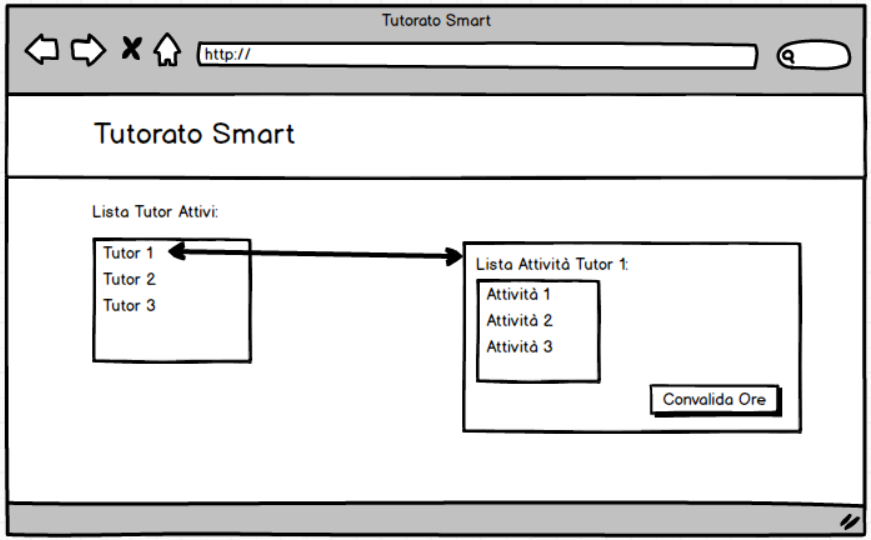 Tutorato Smart
http://
Tutorato Smart
Lista Tutor Attivi:
Tutor 1
Tutor 2
Tutor 3
Lista Attività Tutor 1:
Attività 1
Attività 2
Attività 3
Convalida Ore